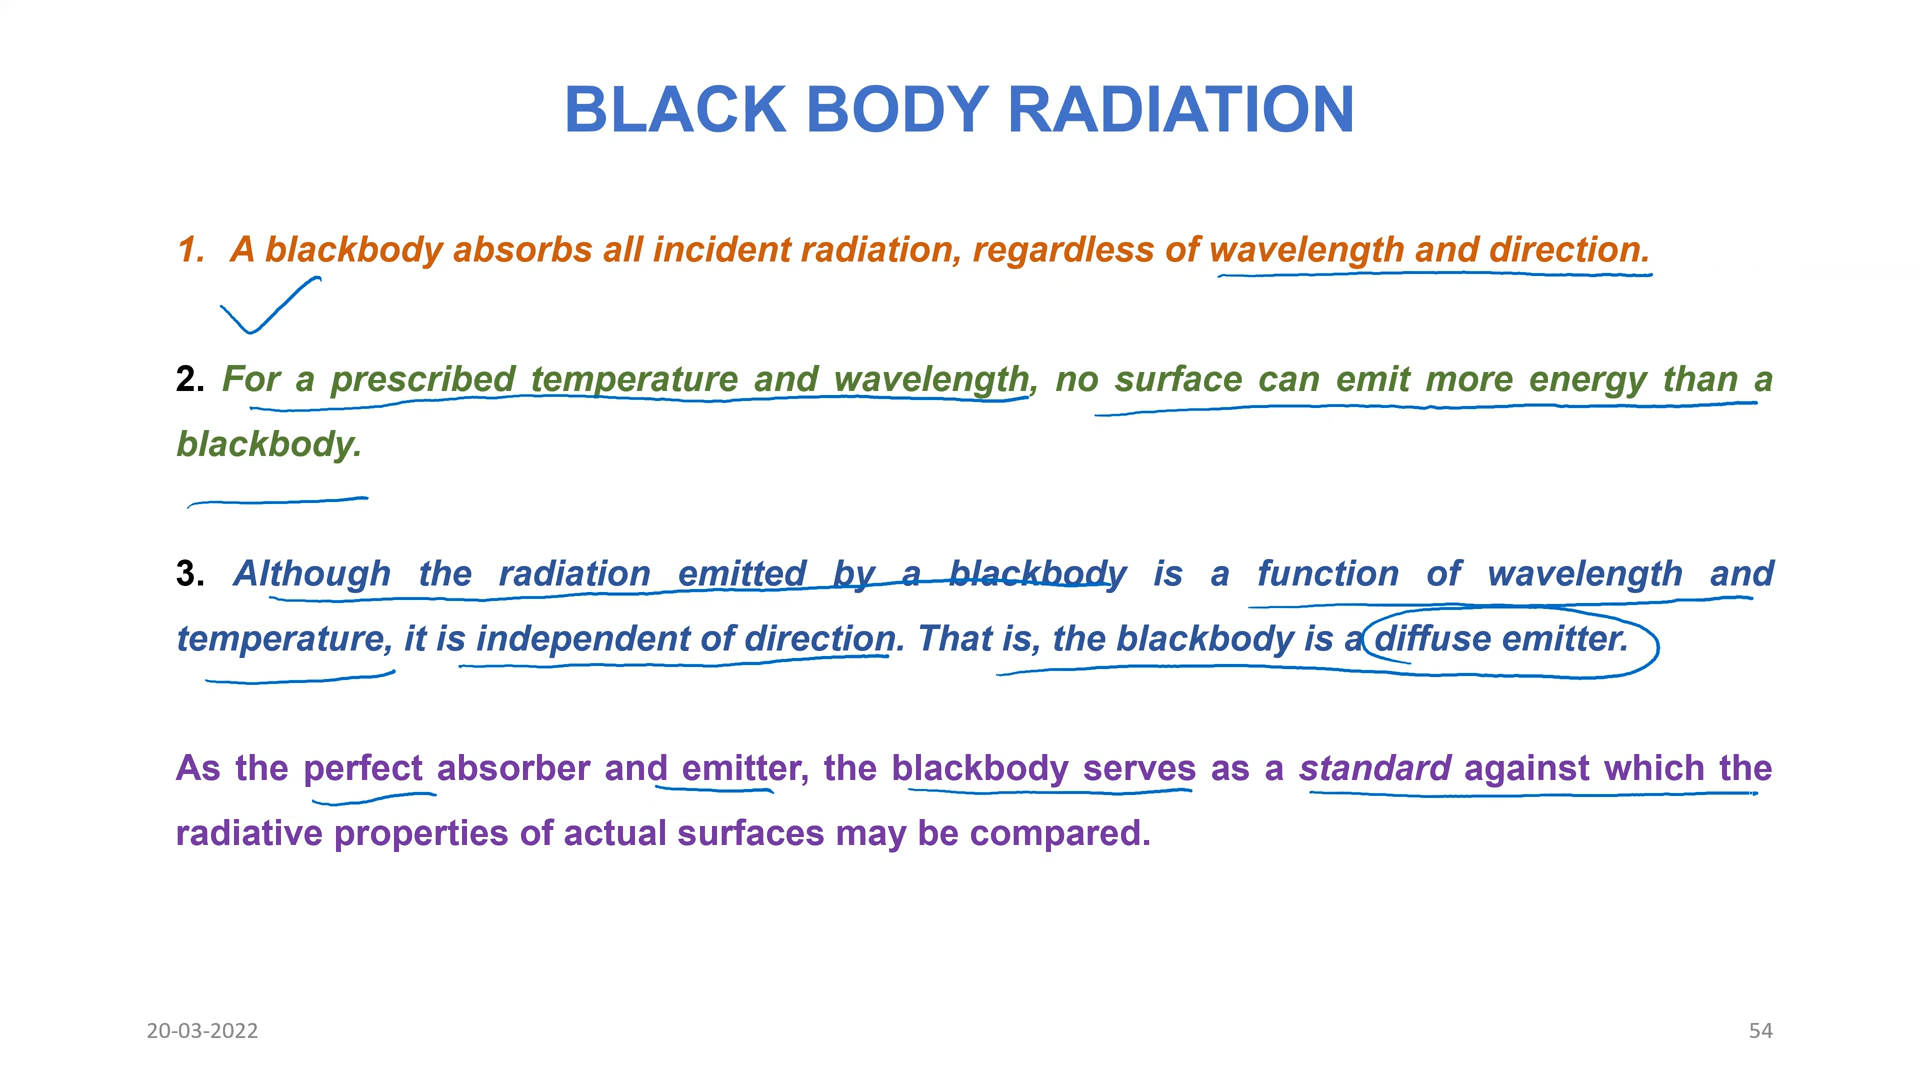 BLACK BODY RADIATION
1. A blackbody absorbs all incident radiation, regardless of wavelength and direction.
2. For a prescribed temperature and wavelength, no surface can emit more energy than a
blackbody.
3. Although the radiation emitted by a blackbody is a function of wavelength and
temperature, it is independent of direction. That is, the blackbody is a diffuse emitter.
As the perfect absorber and emitter, the blackbody serves as a standard against which the
radiative properties of actual surfaces may be compared.
20-03-2022
54